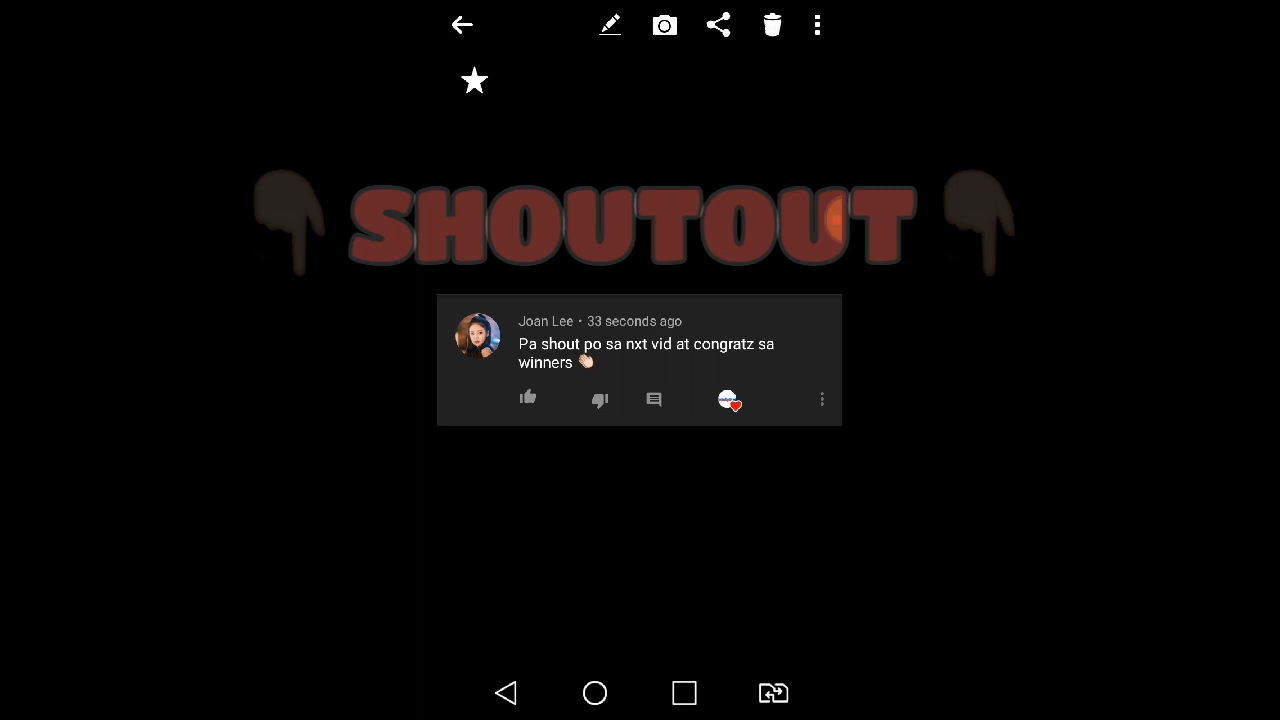 SHOUTOUT
Joan Lee • 33 seconds ago
Pa shout po sa nxt vid at congratz sa
winners 👏🏻